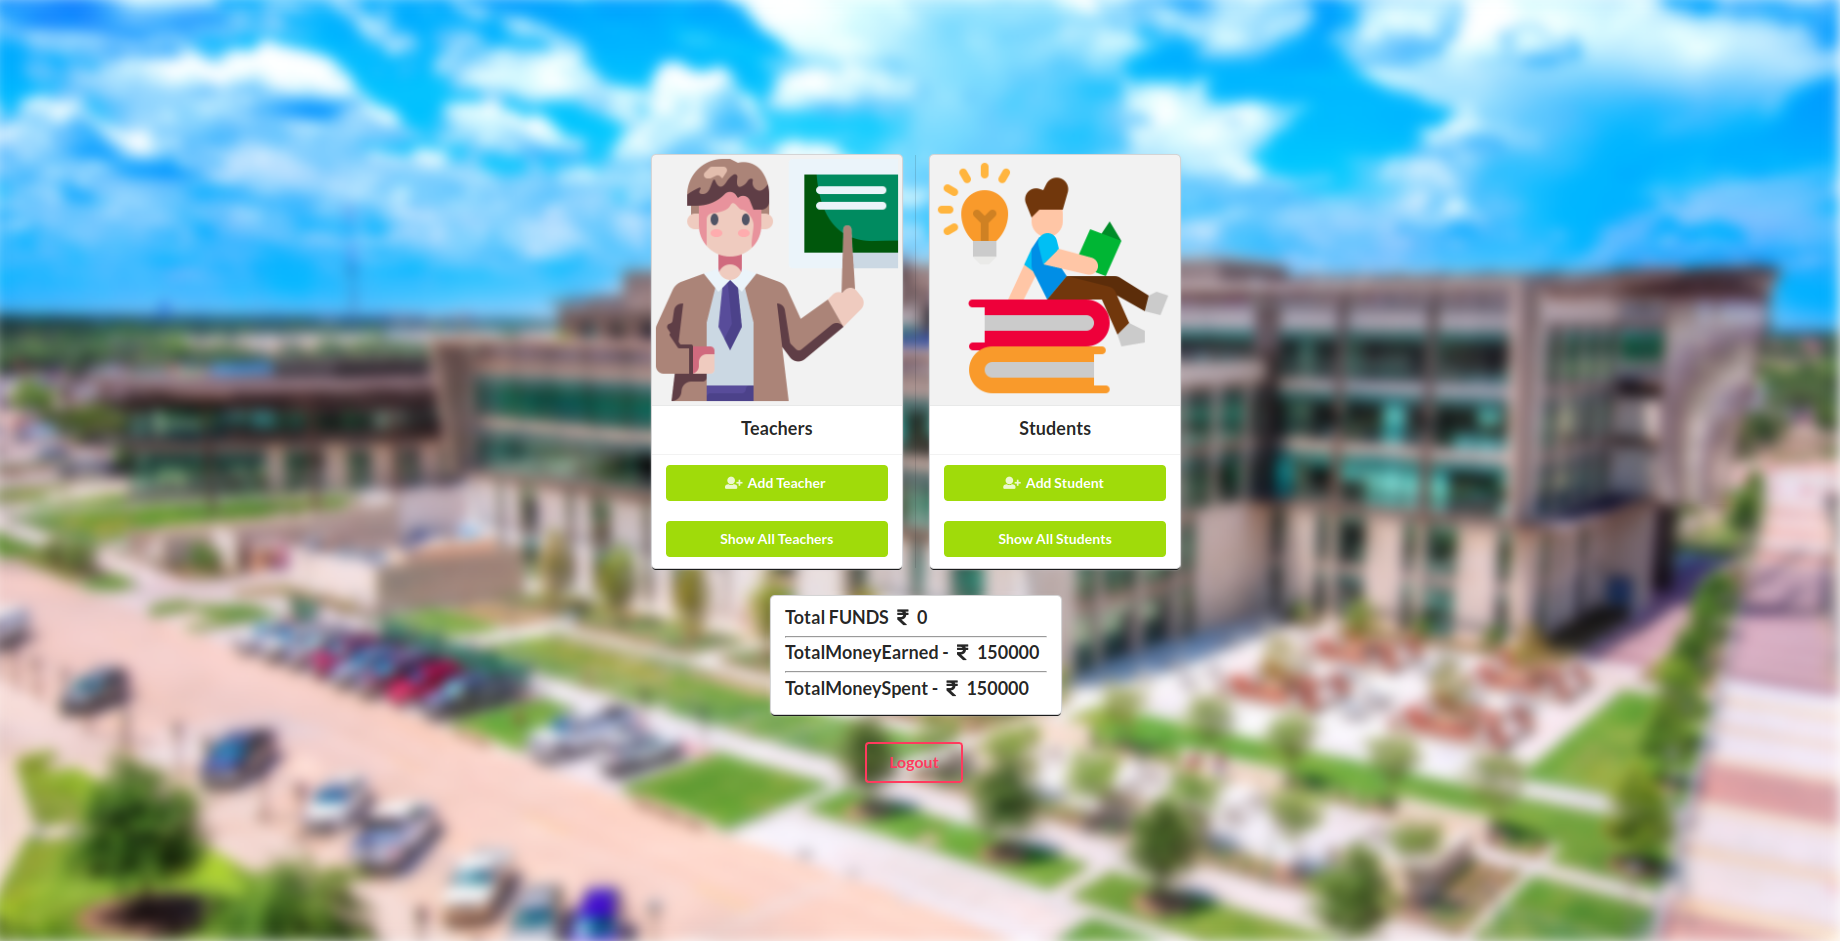 Teachers
Add Teacher
Show All Teachers
Students
Add Student
Show All Students
Total FUNDS ₹ 0
TotalMoneyEarned - ₹ 150000
TotalMoneySpent - ₹ 150000
Logout